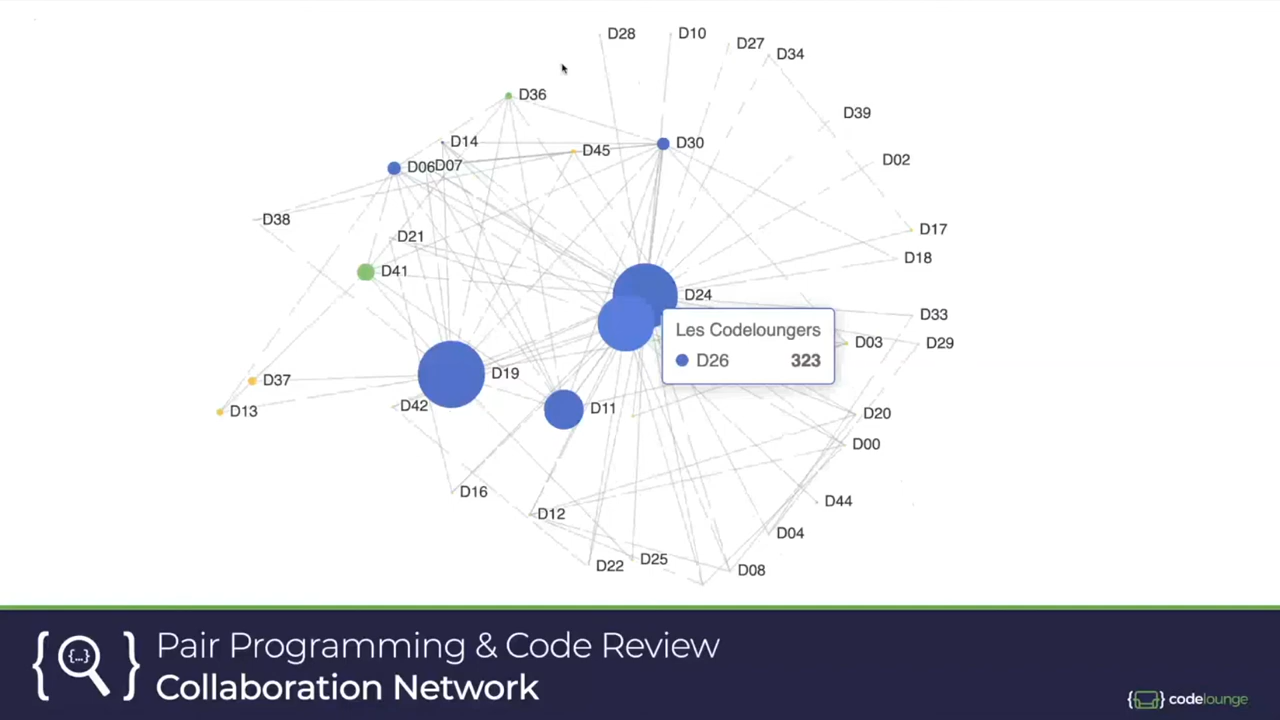 D28
D10
D27
D34
D36
D39
D14
D45
D30
D06
D07
D02
D38
D17
D21
D18
D41
D24
D33
Les Codeloungers
D26 323
D03
D29
D19
D37
D42
D11
D13
D20
D00
D16
D44
D12
D04
D25
D22
D08
{...}
Pair Programming & Code Review
Collaboration Network
codelounge